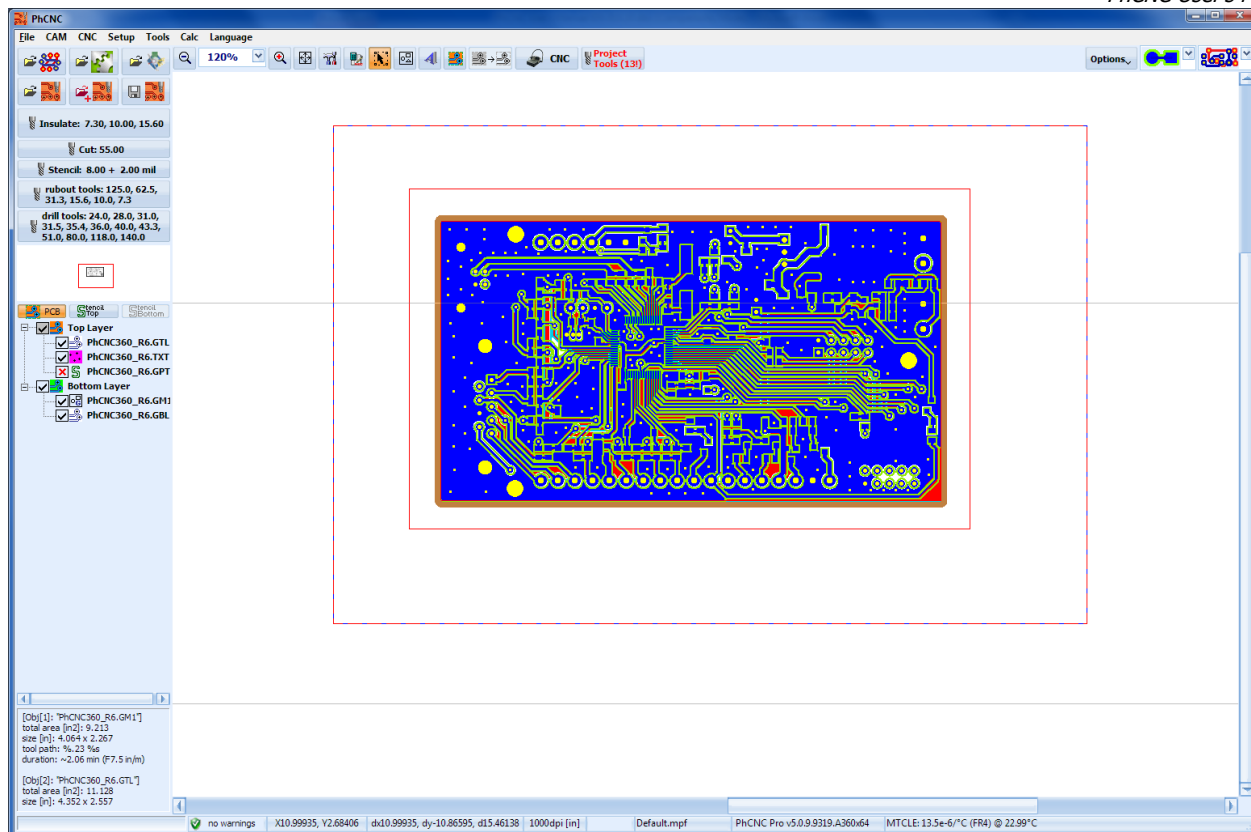 PhCNC
File CAM CNC Setup Tools Calc Language
120% CNC Project Tools (13!) Options
Insulate: 7.30, 10.00, 15.60
Cut: 55.00
Stencil: 8.00 + 2.00 mil
rubout tools: 125.0, 62.5,
31.3, 15.6, 10.0, 7.3
drill tools: 24.0, 28.0, 31.0,
31.5, 35.4, 36.0, 40.0, 43.3,
51.0, 80.0, 118.0, 140.0
PCB Stencil Top Stencil Bottom
Top Layer
PhCNC360_R6.GTL
PhCNC360_R6.TXT
PhCNC360_R6.GPT
Bottom Layer
PhCNC360_R6.GM1
PhCNC360_R6.GBL
[Obj[1]: "PhCNC360_R6.GM1"]
total area [in2]: 9.213
size [in]: 4.064 x 2.267
tool path: %.23 %s
duration: ~2.06 min (F7.5 in/m)
[Obj[2]: "PhCNC360_R6.GTL"]
total area [in2]: 11.128
size [in]: 4.352 x 2.557
no warnings X10.99935, Y2.68406 dx10.99935, dy-10.86595, d15.46138 1000dpi [in] Default.mpf PhCNC Pro v5.0.9.9319.A360x64 MTCLE: 13.5e-6/°C (FR4) @ 22.99°C